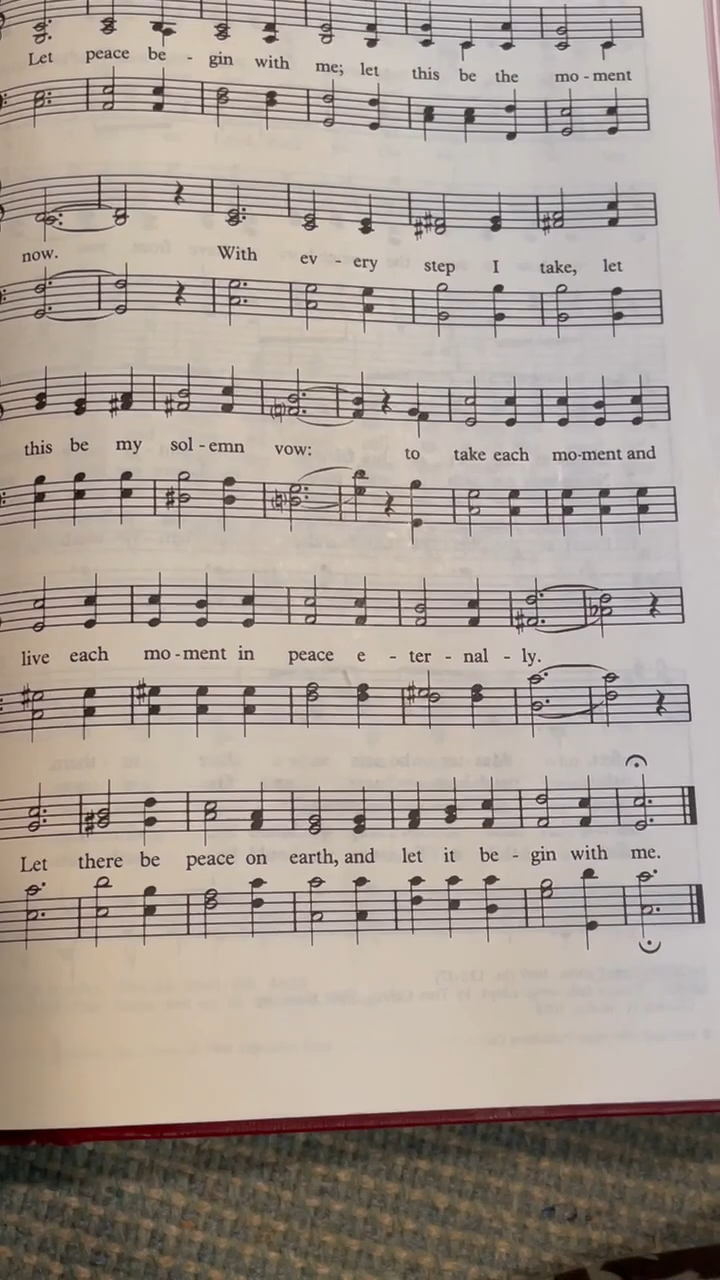 Let peace be - gin with me; let this be the mo - ment
now. With ev - ery step I take, let
this be my sol - emn vow: to take each mo-ment and
live each mo - ment in peace e - ter - nal - ly.
Let there be peace on earth, and let it be - gin with me.